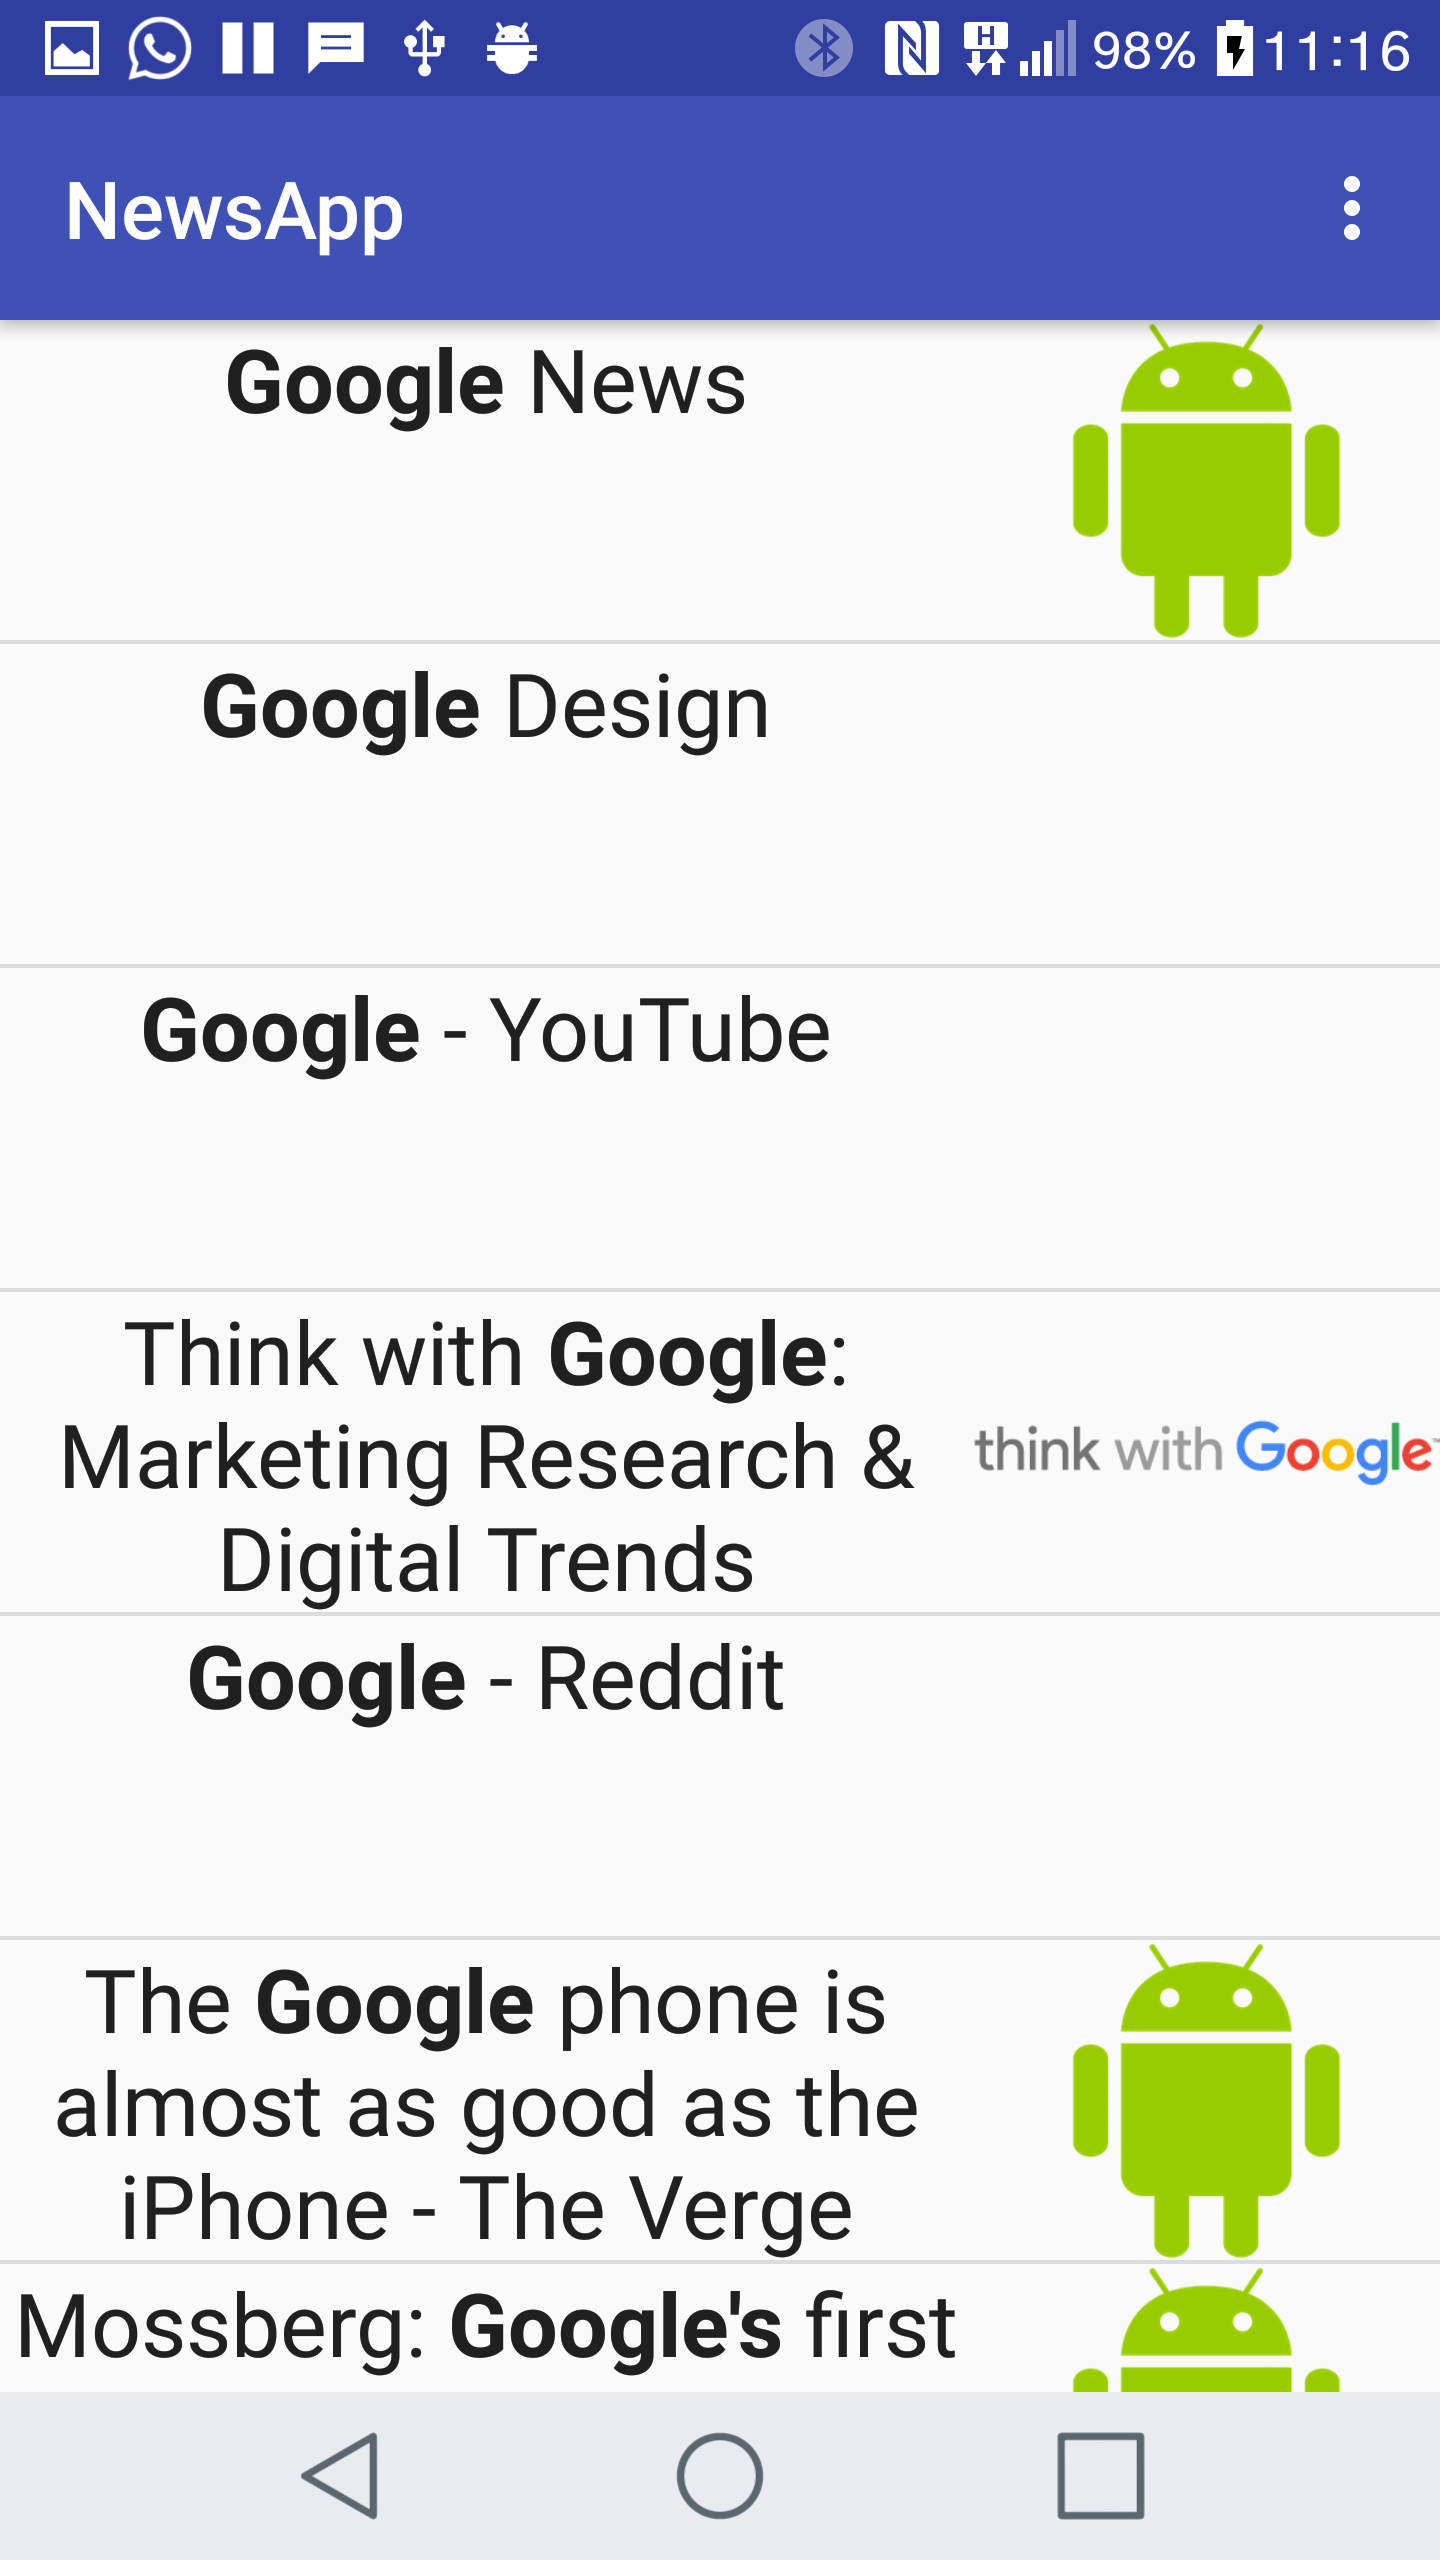 98% 11:16
NewsApp
Google News
Google Design
Google - YouTube
Think with Google:
Marketing Research &
Digital Trends
think with Google™
Google - Reddit
The Google phone is
almost as good as the
iPhone - The Verge
Mossberg: Google's first